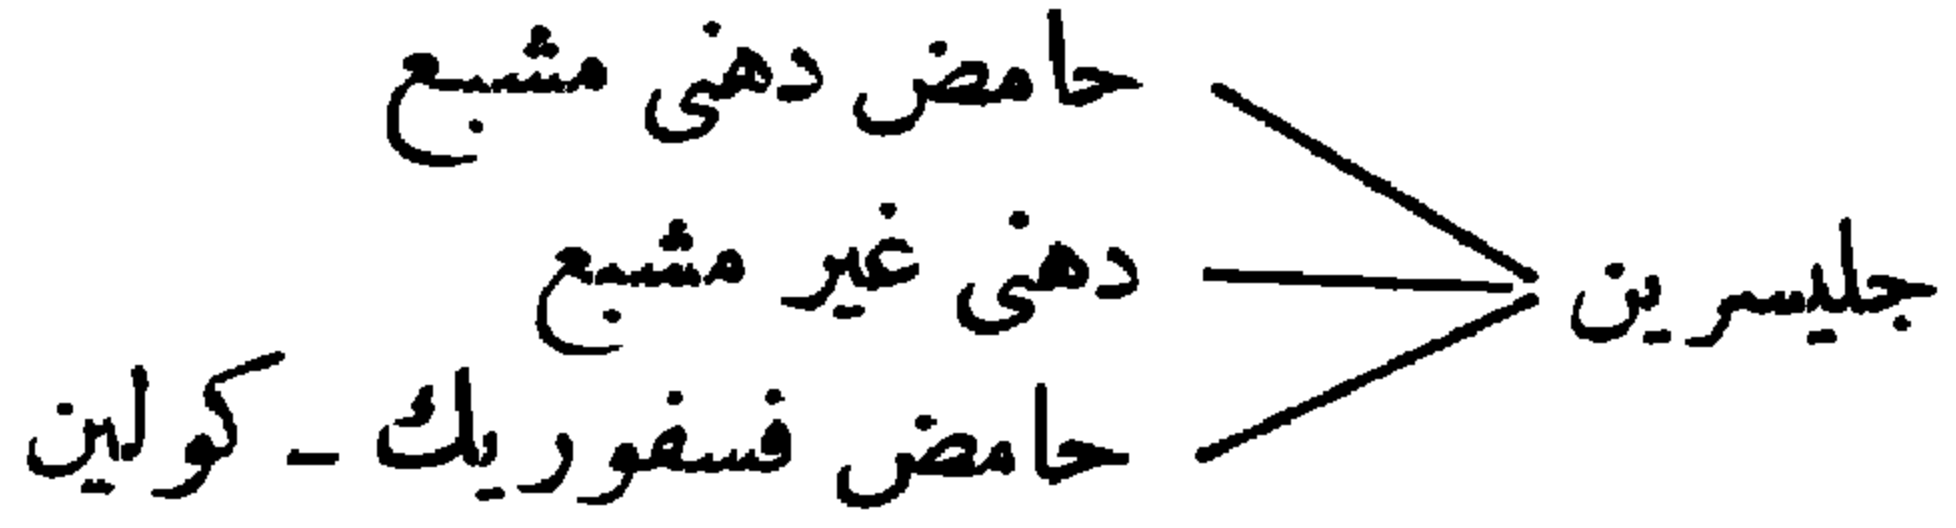 حامض دهنى مشبع
دهنى غير مشبع
جليسرين
حامض فسفوريك - كولين